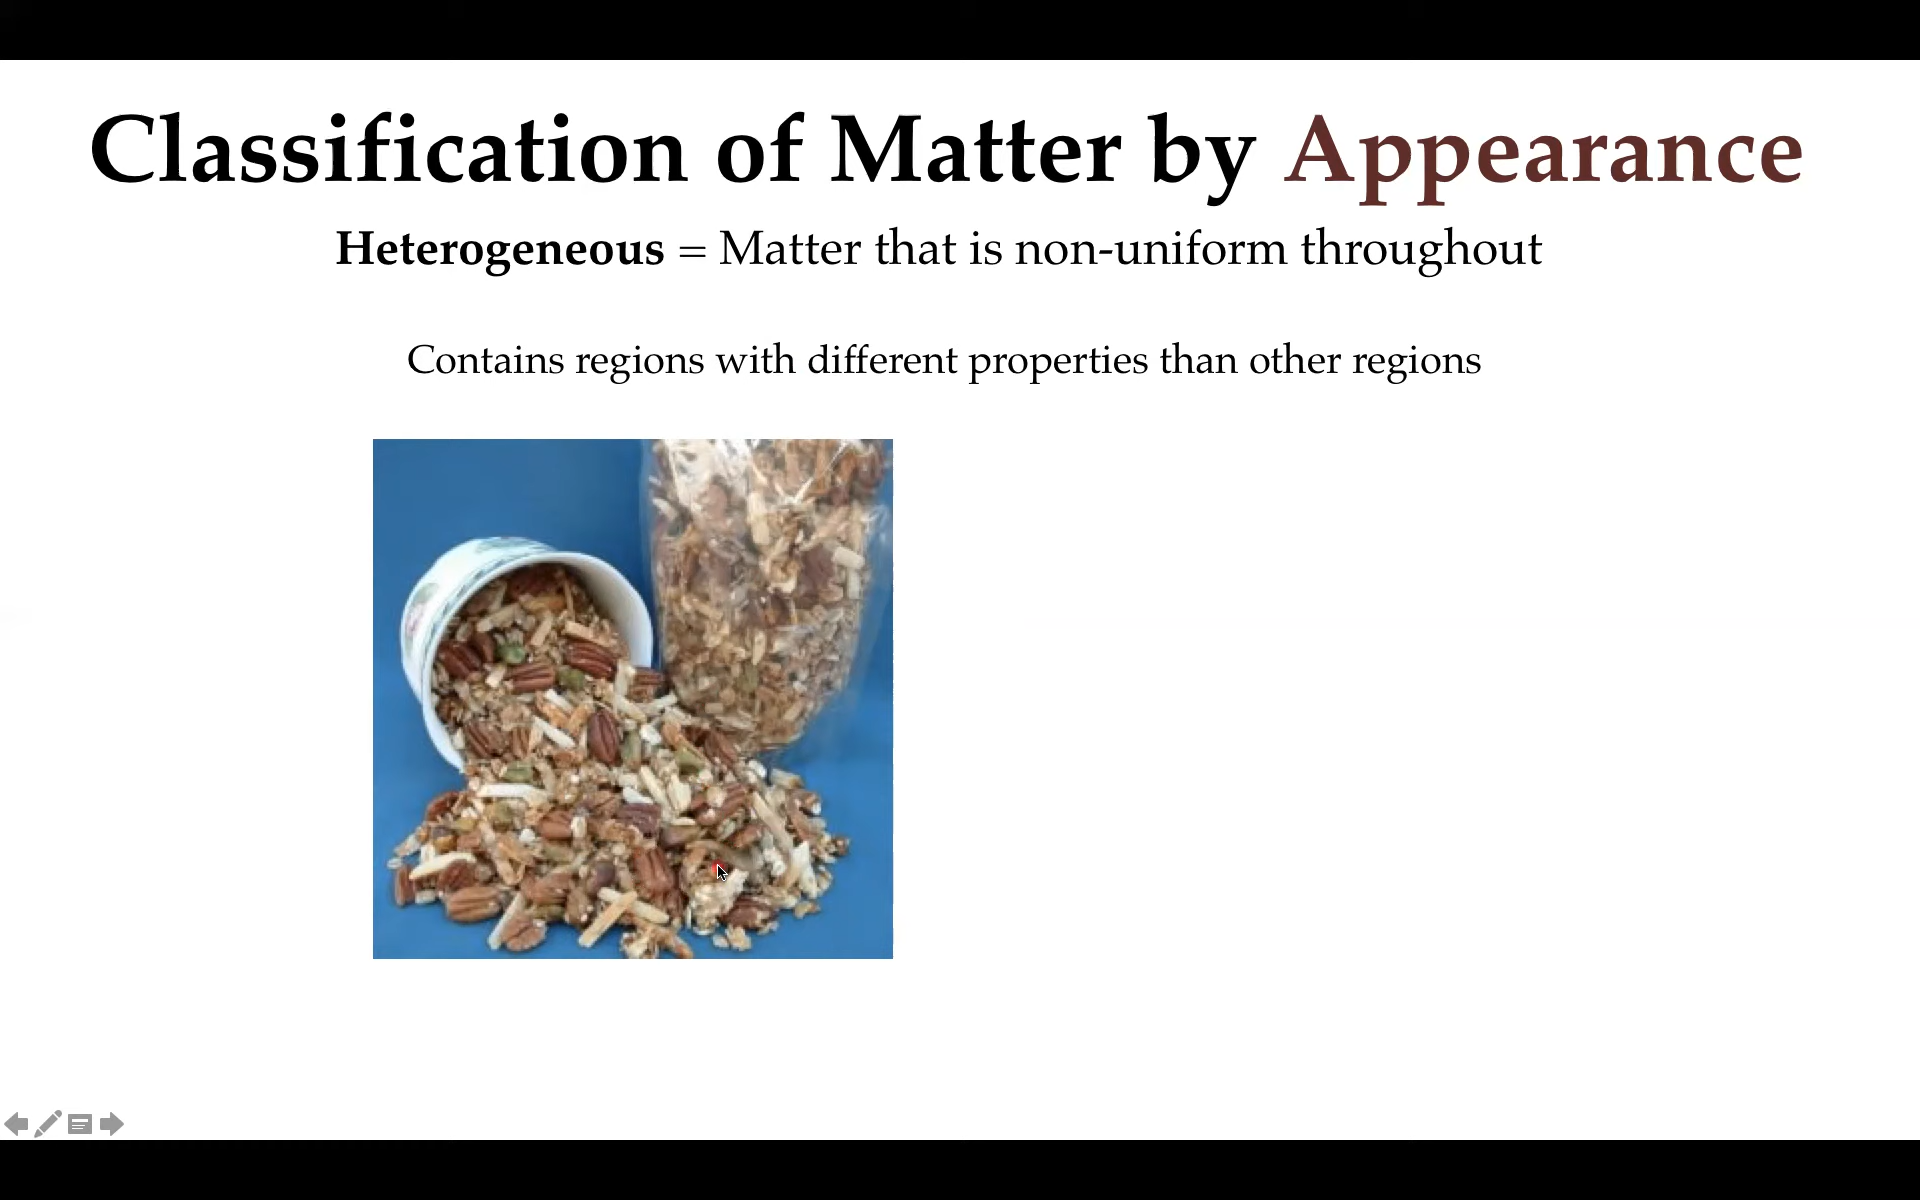 Classification of Matter by Appearance
Heterogeneous = Matter that is non-uniform throughout
Contains regions with different properties than other regions